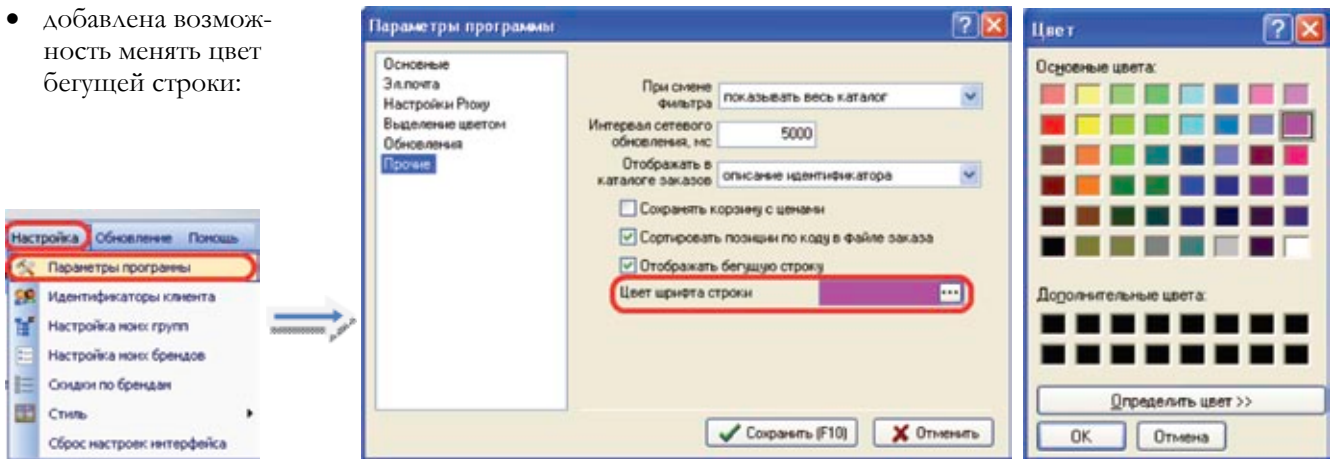 • добавлена возмож-
ность менять цвет
бегущей строки:
Настройка Обновление Помощь
Параметры программы
Идентификаторы клиента
Настройка моих групп
Настройка моих брендов
Скидки по брендам
Стиль
Сброс настроек интерфейса
Параметры программы
Основные
Эл.почта
Настройки Proxy
Выделение цветом
Обновления
Прочие
При смене
фильтра
показывать весь каталог
Интервал сетевого
обновления, мс
5000
Отображать в
каталоге заказов
описание идентификатора
Сохранять корзину с ценами
Сортировать позиции по коду в файле заказа
Отображать бегущую строку
Цвет шрифта строки
Сохранить (F10) Отменить
Цвет
Основные цвета:
Дополнительные цвета:
Определить цвет >>
ОК Отмена